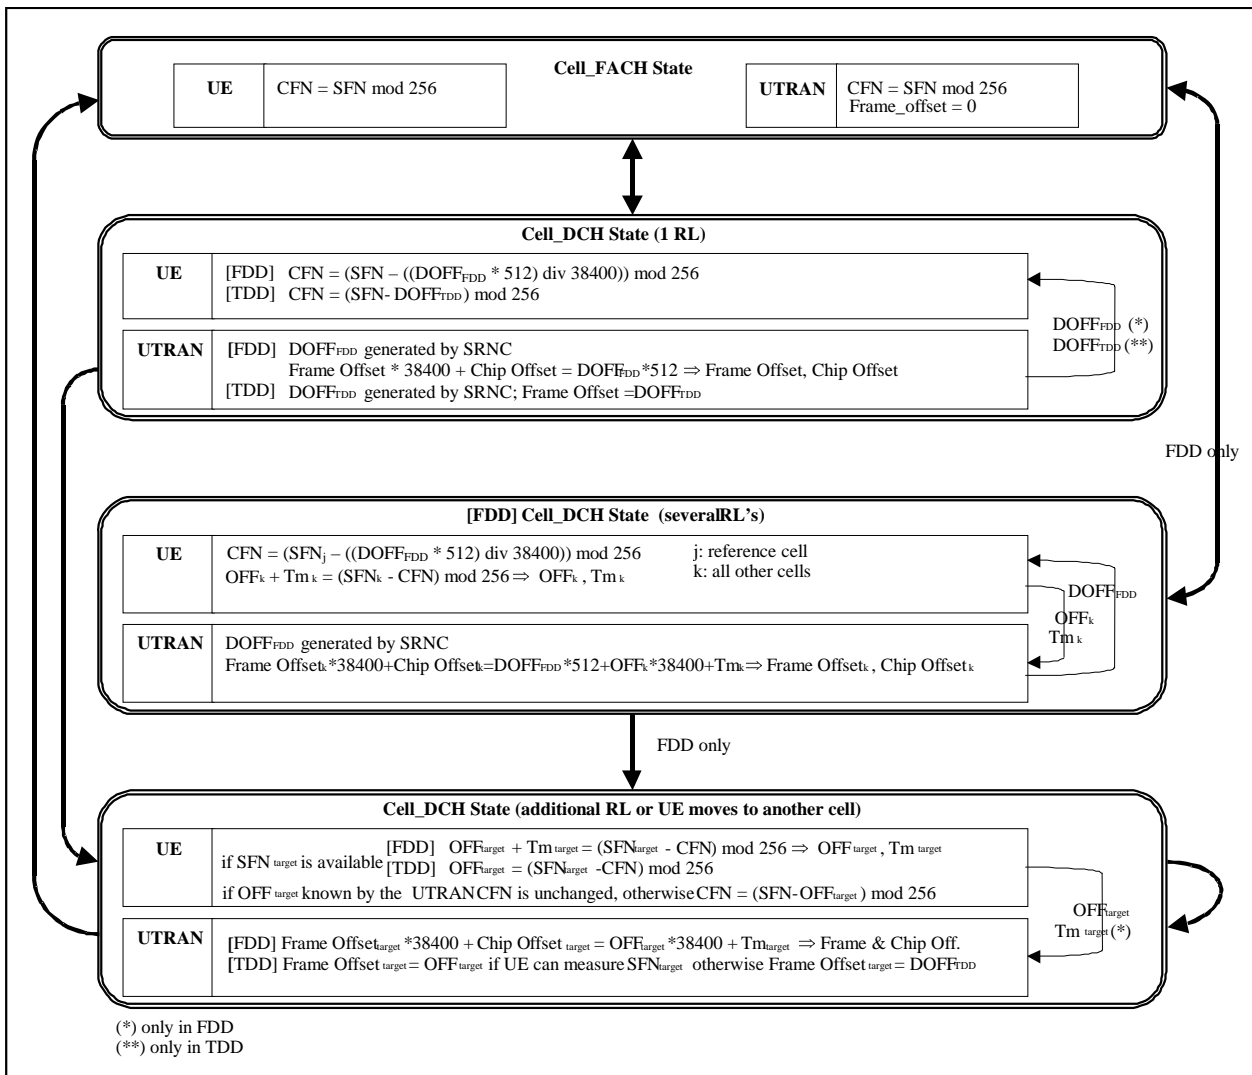 Cell_FACH State
UE CFN = SFN mod 256
UTRAN CFN = SFN mod 256
Frame_offset = 0
Cell_DCH State (1 RL)
UE [FDD] CFN = (SFN – ((DOFFFDD * 512) div 38400)) mod 256
[TDD] CFN = (SFN- DOFFTDD) mod 256
DOFFFDD (*)
DOFFTDD (**)
UTRAN [FDD] DOFFFDD generated by SRNC
Frame Offset * 38400 + Chip Offset = DOFFFDD*512 ⇒ Frame Offset, Chip Offset
[TDD] DOFFTDD generated by SRNC; Frame Offset =DOFFTDD
FDD only
[FDD] Cell_DCH State (severalRL's)
UE CFN = (SFNj – ((DOFFFDD * 512) div 38400)) mod 256 j: reference cell
OFFk + Tm k = (SFNk - CFN) mod 256 ⇒ OFFk , Tm k k: all other cells
DOFFFDD
OFFk
Tm k
UTRAN DOFFFDD generated by SRNC
Frame Offsetk*38400+Chip Offsetk=DOFFFDD*512+OFFk*38400+Tmk⇒ Frame Offsetk , Chip Offset k
FDD only
Cell_DCH State (additional RL or UE moves to another cell)
UE if SFN target is available [FDD] OFFtarget + Tm target = (SFNtarget - CFN) mod 256 ⇒ OFF target , Tm target
[TDD] OFFtarget = (SFNtarget -CFN) mod 256
if OFF target known by the UTRAN CFN is unchanged, otherwise CFN = (SFN-OFFtarget ) mod 256
OFFtarget
Tm target (*)
UTRAN [FDD] Frame Offsettarget *38400 + Chip Offset target = OFFtarget *38400 + Tmtarget ⇒ Frame & Chip Off.
[TDD] Frame Offset target = OFF target if UE can measure SFNtarget otherwise Frame Offset target = DOFFTDD
(*) only in FDD
(**) only in TDD